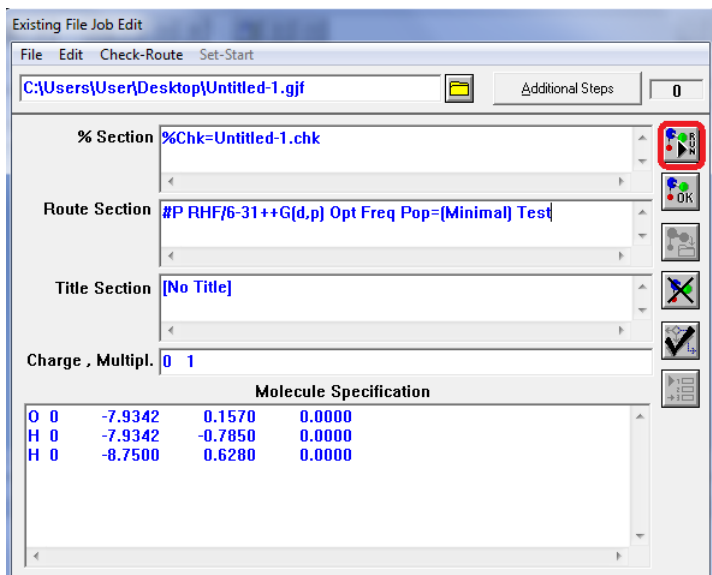 Existing File Job Edit
File Edit Check-Route Set-Start
C:\Users\User\Desktop\Untitled-1.gjf Additional Steps 0
% Section %Chk=Untitled-1.chk
RUN
Route Section #P RHF/6-31++G(d,p) Opt Freq Pop=(Minimal) Test
OK
Title Section [No Title]
Charge , Multipl. 0 1
Molecule Specification
O 0 -7.9342 0.1570 0.0000
H 0 -7.9342 -0.7850 0.0000
H 0 -8.7500 0.6280 0.0000